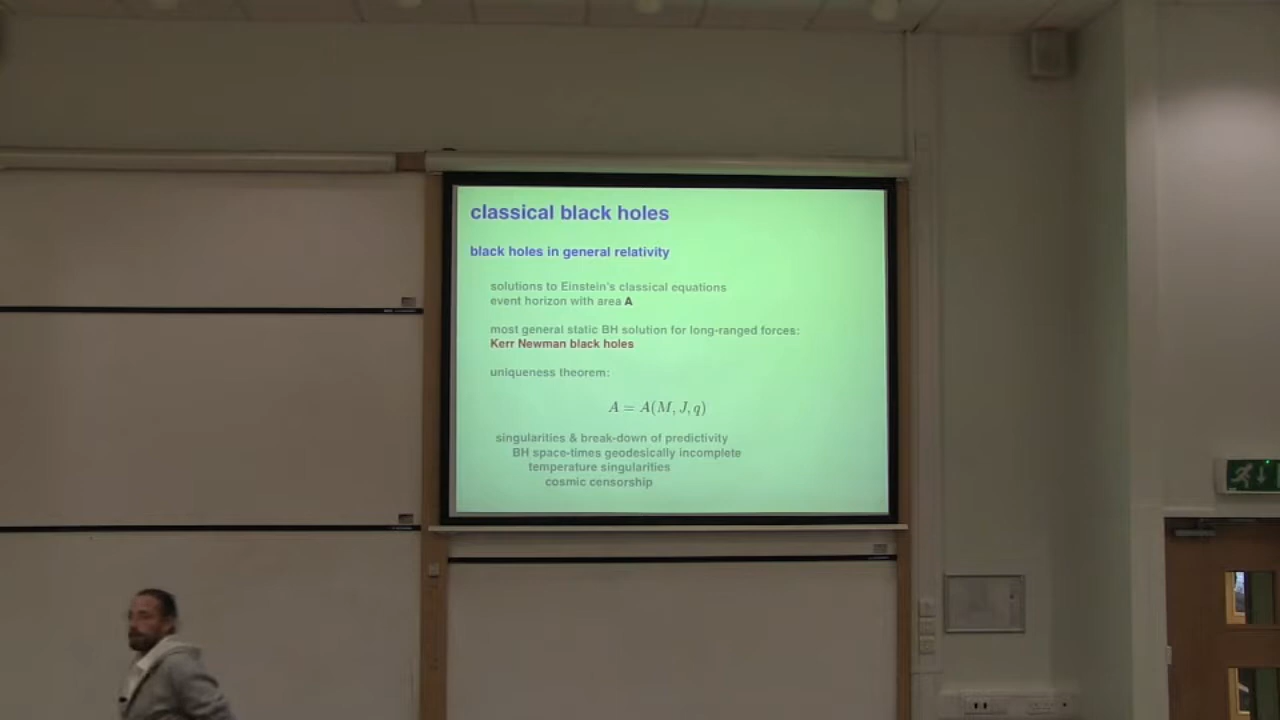 classical black holes
black holes in general relativity
solutions to Einstein's classical equations
event horizon with area A
most general static BH solution for long-ranged forces:
Kerr Newman black holes
uniqueness theorem:
A = A(M, J, q)
singularities & break-down of predictivity
BH space-times geodesically incomplete
temperature singularities
cosmic censorship